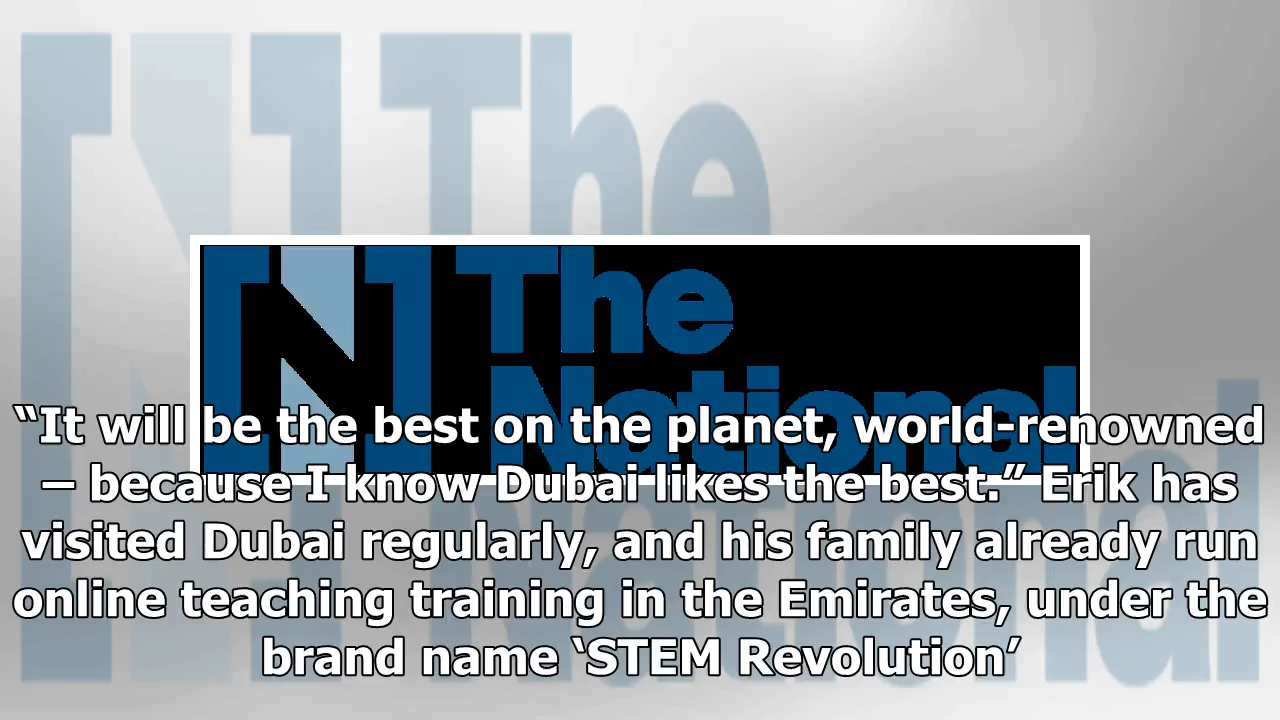 The
National
“It will be the best on the planet, world-renowned
– because I know Dubai likes the best.” Erik has
visited Dubai regularly, and his family already run
online teaching training in the Emirates, under the
brand name ‘STEM Revolution’